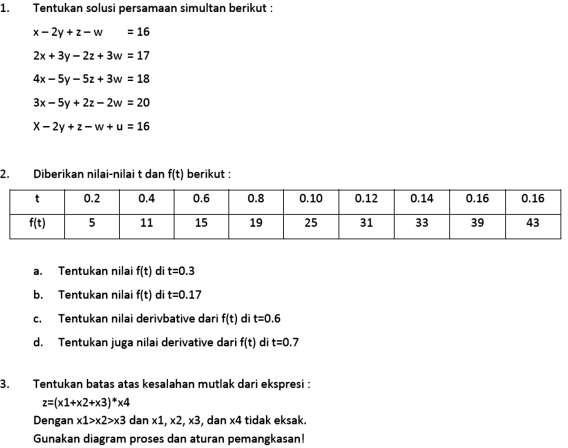 1. Tentukan solusi persamaan simultan berikut :
x – 2y + z – w = 16
2x + 3y – 2z + 3w = 17
4x – 5y – 5z + 3w = 18
3x – 5y + 2z – 2w = 20
X – 2y + z – w + u = 16
2. Diberikan nilai-nilai t dan f(t) berikut :
t 0.2 0.4 0.6 0.8 0.10 0.12 0.14 0.16 0.16
f(t) 5 11 15 19 25 31 33 39 43
a. Tentukan nilai f(t) di t=0.3
b. Tentukan nilai f(t) di t=0.17
c. Tentukan nilai derivbative dari f(t) di t=0.6
d. Tentukan juga nilai derivative dari f(t) di t=0.7
3. Tentukan batas atas kesalahan mutlak dari ekspresi :
z=(x1+x2+x3)*x4
Dengan x1>x2>x3 dan x1, x2, x3, dan x4 tidak eksak.
Gunakan diagram proses dan aturan pemangkasan!